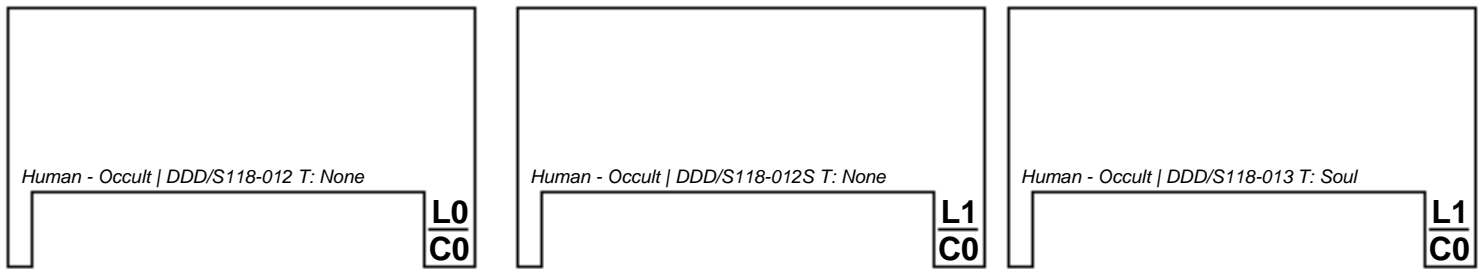 Human - Occult | DDD/S118-012 T: None
L0
C0
Human - Occult | DDD/S118-012S T: None
L1
C0
Human - Occult | DDD/S118-013 T: Soul
L1
C0